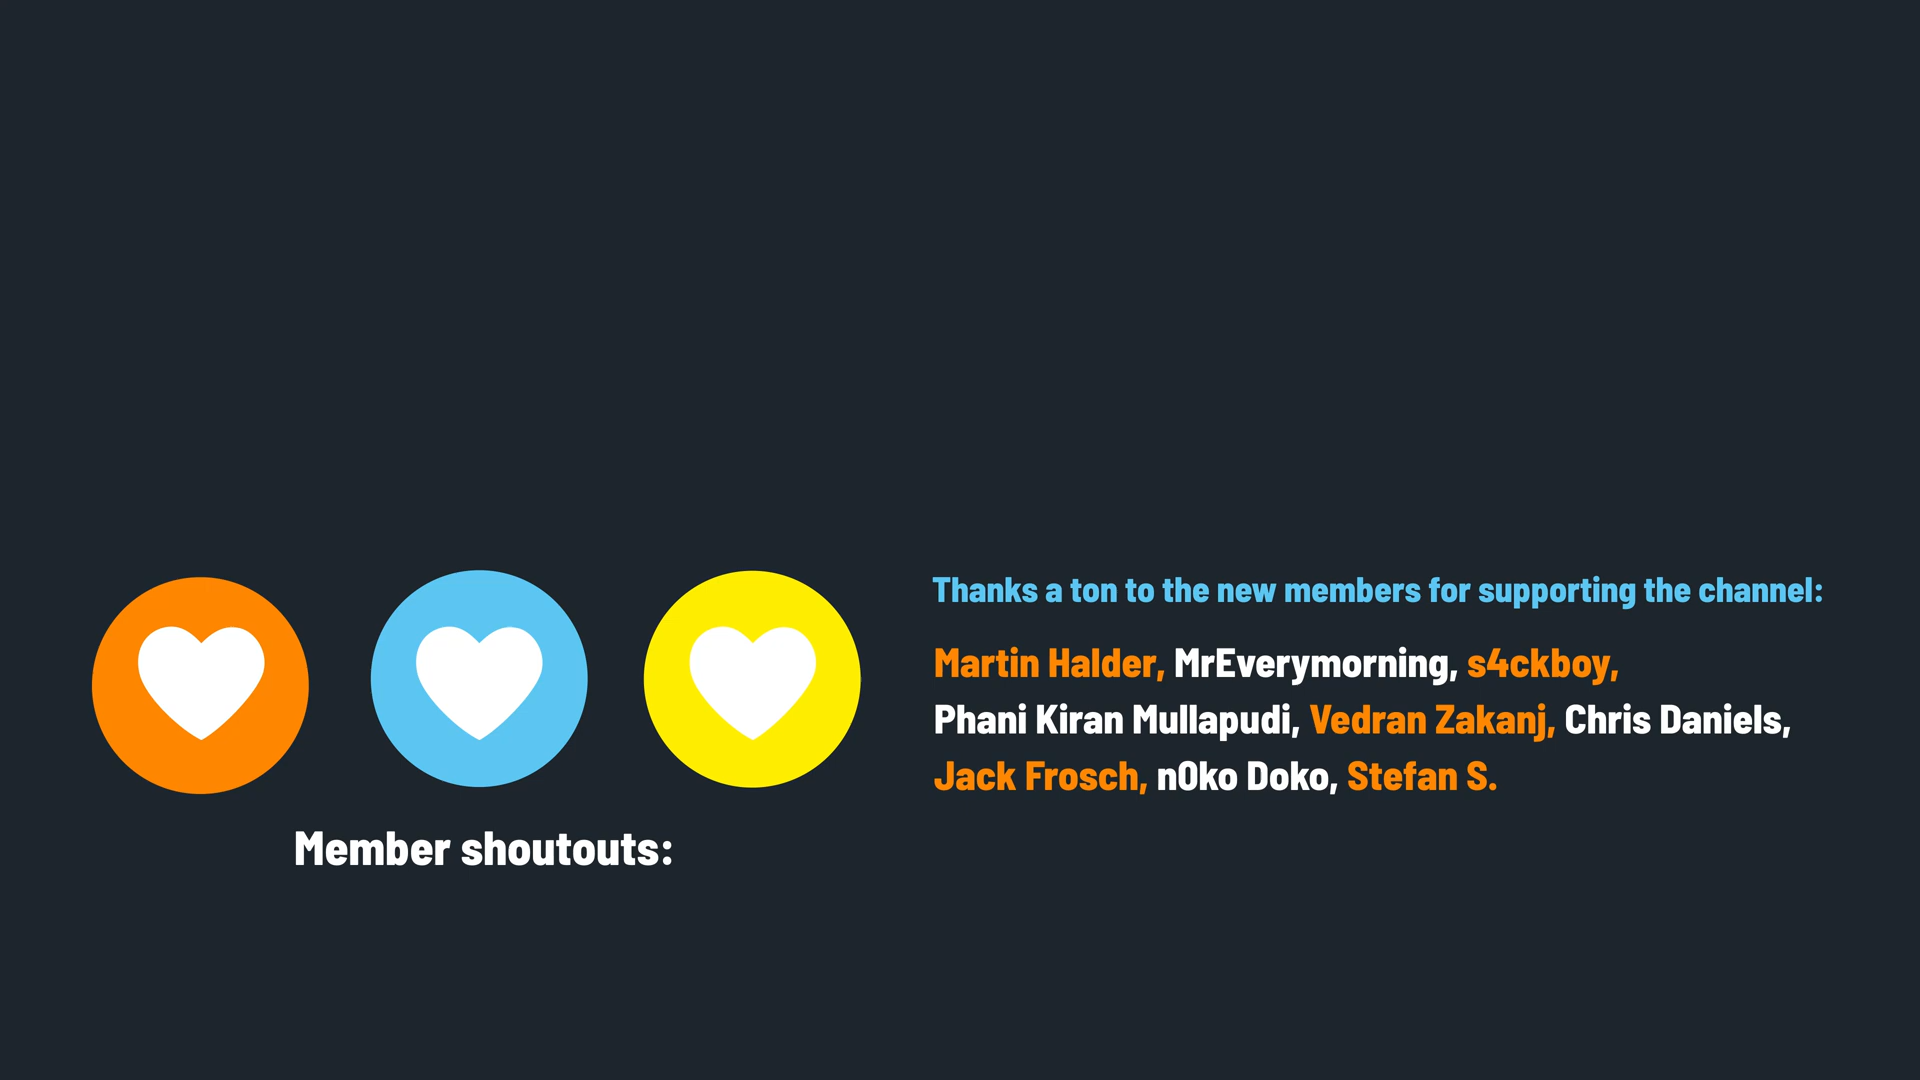 Thanks a ton to the new members for supporting the channel:
Martin Halder, MrEverymorning, s4ckboy,
Phani Kiran Mullapudi, Vedran Zakanj, Chris Daniels,
Jack Frosch, n0ko Doko, Stefan S.
Member shoutouts: